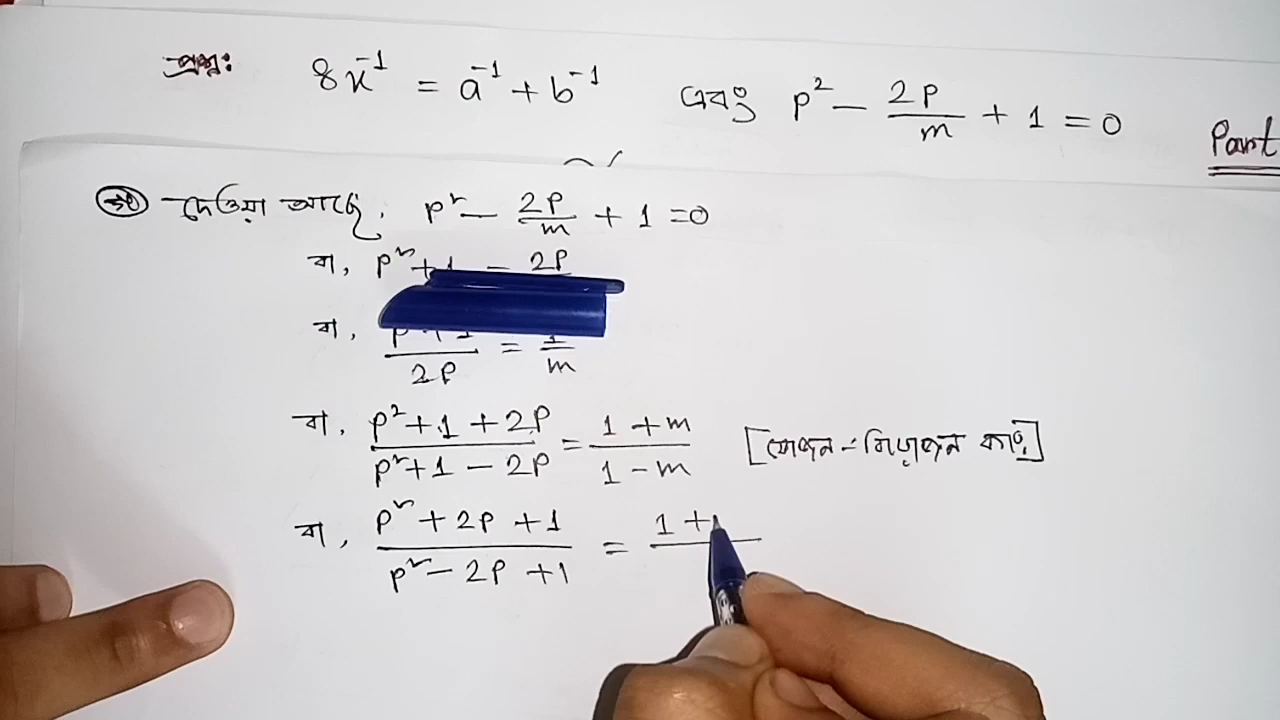 প্রশ্ন: 8x⁻¹ = a⁻¹ + b⁻¹ এবং p² - 2p/m + 1 = 0
Part
দেওয়া আছে, p² - 2p/m + 1 = 0
বা, p² + 1 = 2p
বা, p² + 1 / 2p = 1/m
বা, p² + 1 + 2p / p² + 1 - 2p = 1 + m / 1 - m [যোজন-বিয়োজন করে]
বা, p² + 2p + 1 / p² - 2p + 1 = 1 +